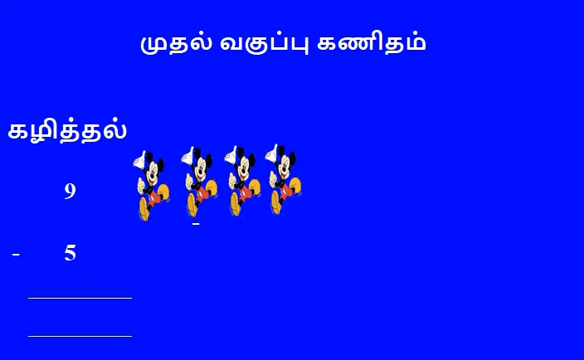 முதல் வகுப்பு கணிதம்
கழித்தல்
9
-
- 5